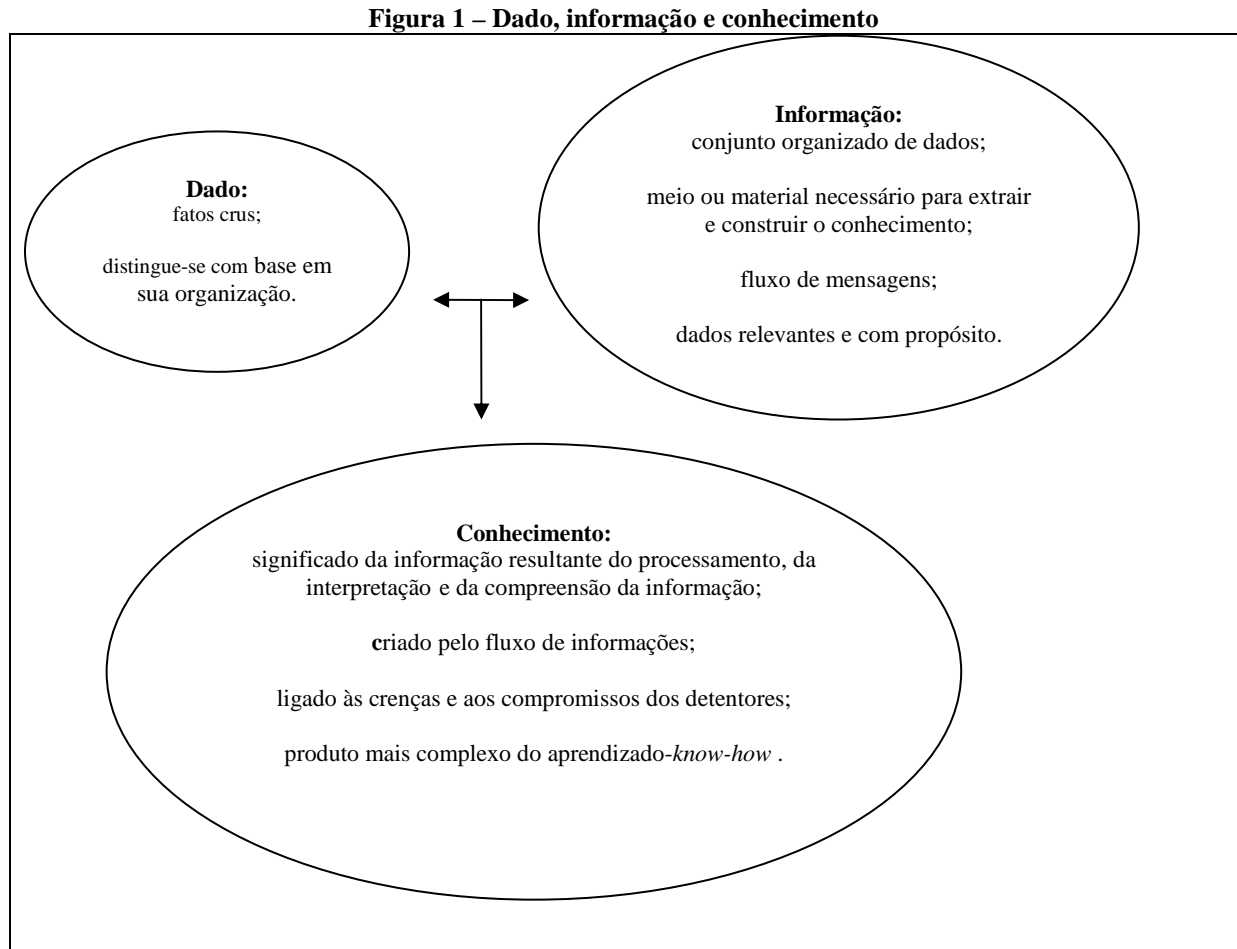 Figura 1 – Dado, informação e conhecimento
Dado:
fatos crus;
distingue-se com base em
sua organização.
Informação:
conjunto organizado de dados;
meio ou material necessário para extrair
e construir o conhecimento;
fluxo de mensagens;
dados relevantes e com propósito.
Conhecimento:
significado da informação resultante do processamento, da
interpretação e da compreensão da informação;
criado pelo fluxo de informações;
ligado às crenças e aos compromissos dos detentores;
produto mais complexo do aprendizado-know-how .